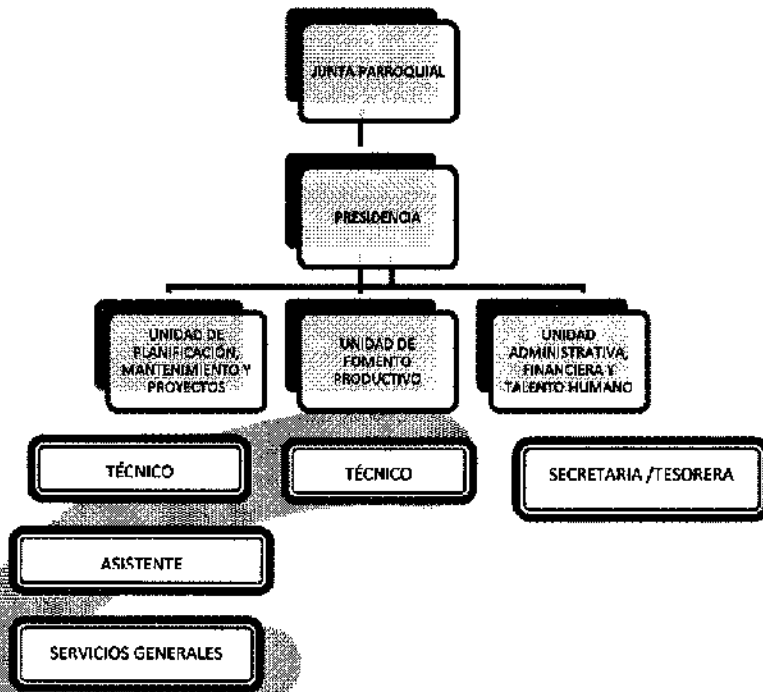 JUNTA PARROQUIAL
PRESIDENCIA
UNIDAD DE
PLANIFICACIÓN,
MANTENIMIENTO Y
PROYECTOS
UNIDAD DE
FOMENTO
PRODUCTIVO
UNIDAD
ADMINISTRATIVA,
FINANCIERA Y
TALENTO HUMANO
TÉCNICO
TÉCNICO
SECRETARIA /TESORERA
ASISTENTE
SERVICIOS GENERALES